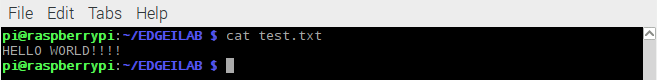 File Edit Tabs Help
pi@raspberrypi:~/EDGEILAB $ cat test.txt
HELLO WORLD!!!!
pi@raspberrypi:~/EDGEILAB $